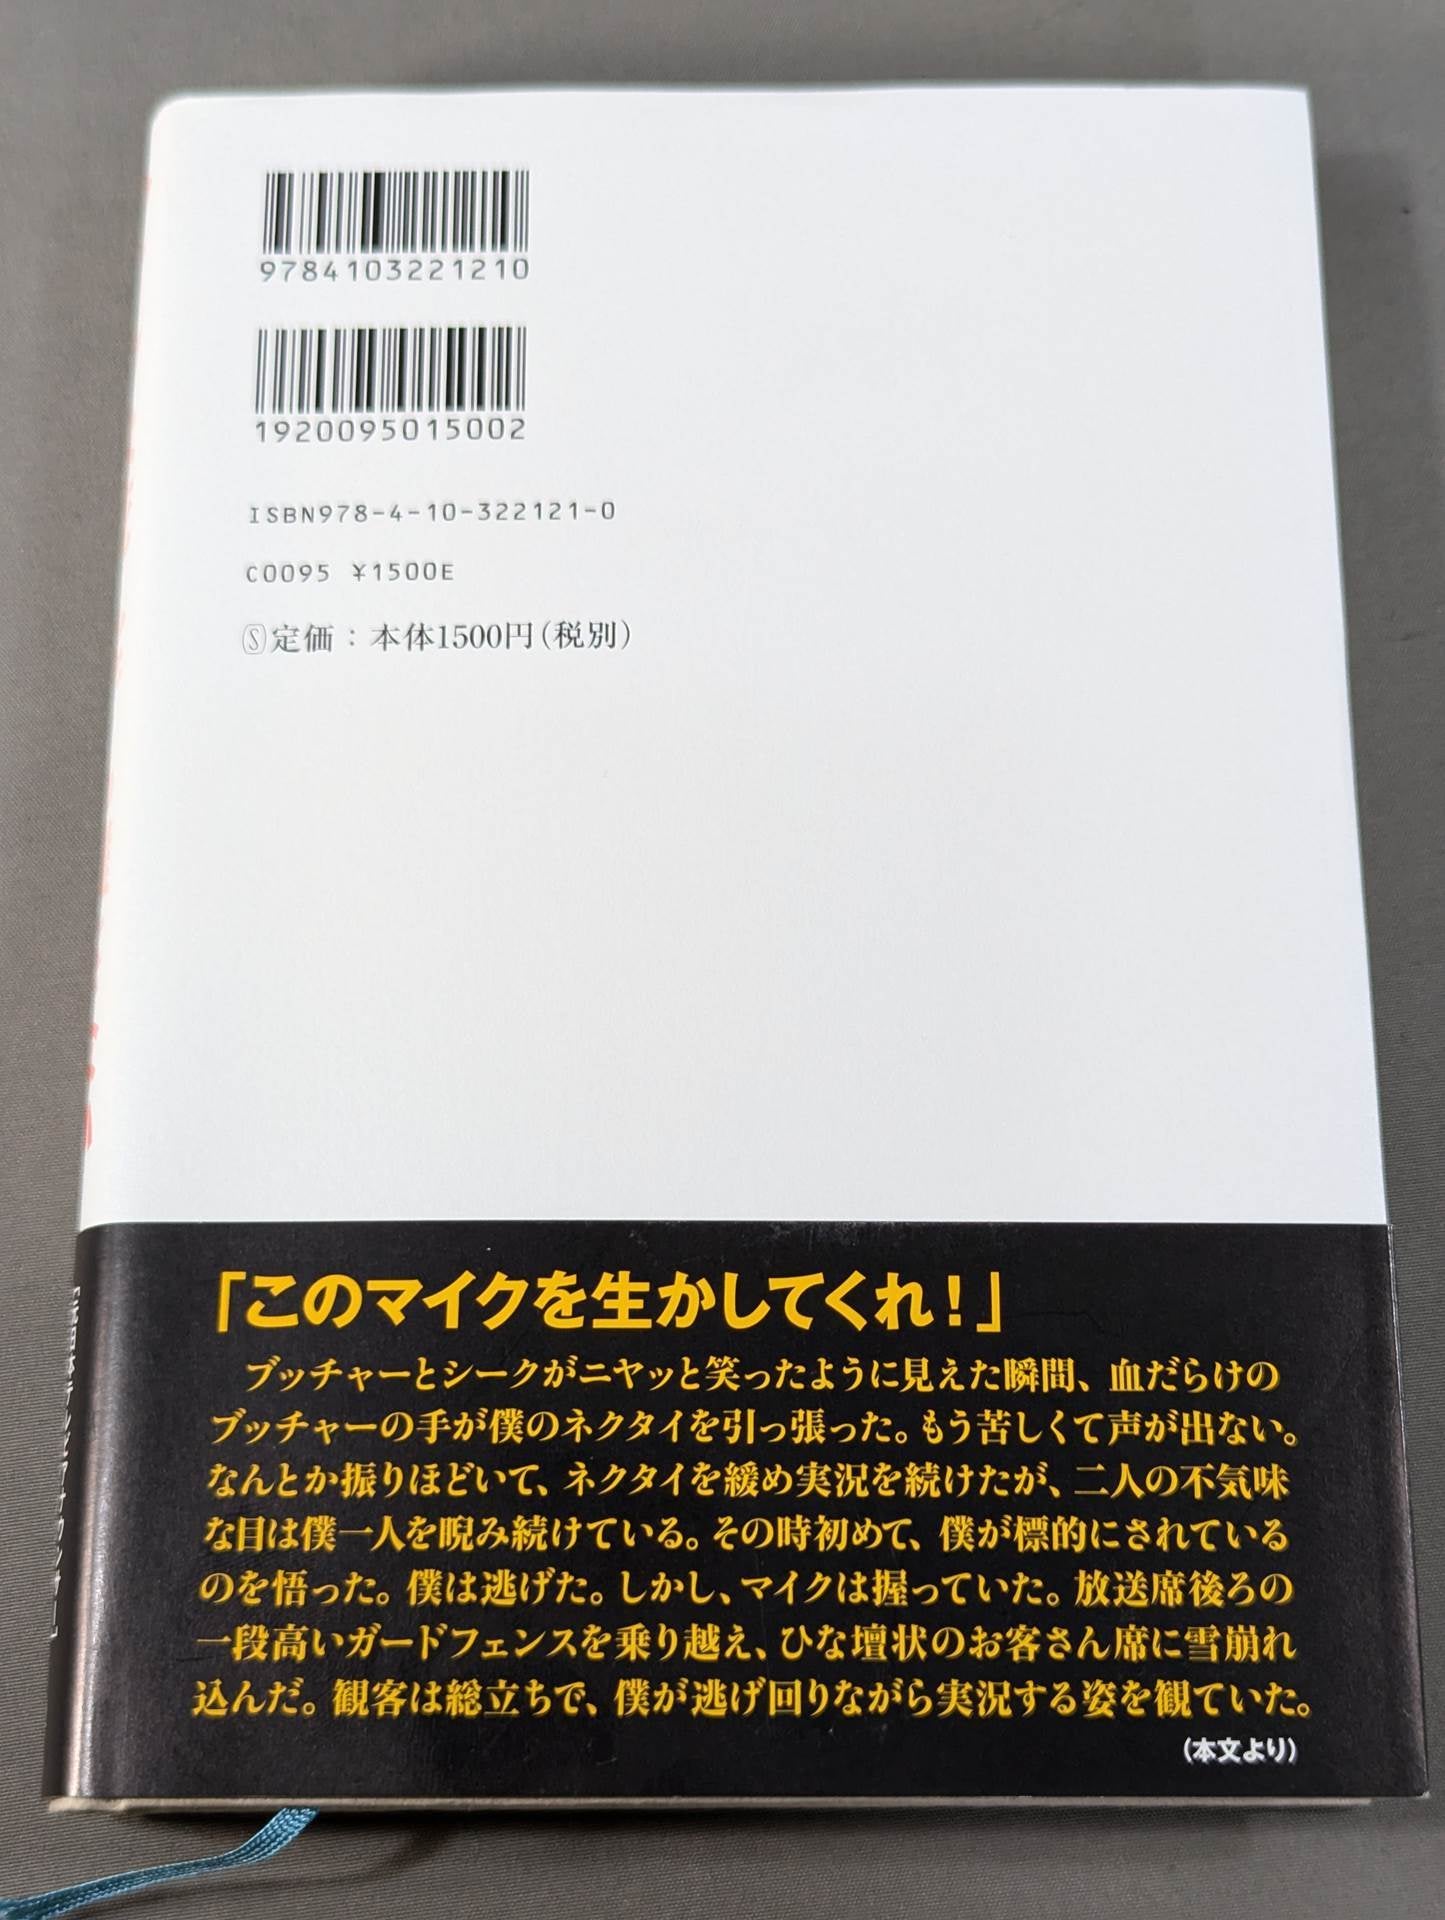 9784103221210
1920095015002
ISBN978-4-10-322121-0
C0095 ¥1500E
Ⓢ定価：本体1500円（税別）
「このマイクを生かしてくれ！」
ブッチャーとシークがニヤッと笑ったように見えた瞬間、血だらけの
ブッチャーの手が僕のネクタイを引っ張った。もう苦しくて声が出ない。
なんとか振りほどいて、ネクタイを緩め実況を続けたが、二人の不気味
な目は僕一人を睨み続けている。その時初めて、僕が標的にされている
のを悟った。僕は逃げた。しかし、マイクは握っていた。放送席後ろの
一段高いガードフェンスを乗り越え、ひな壇状のお客さん席に雪崩れ
込んだ。観客は総立ちで、僕が逃げ回りながら実況する姿を観ていた。
（本文より）